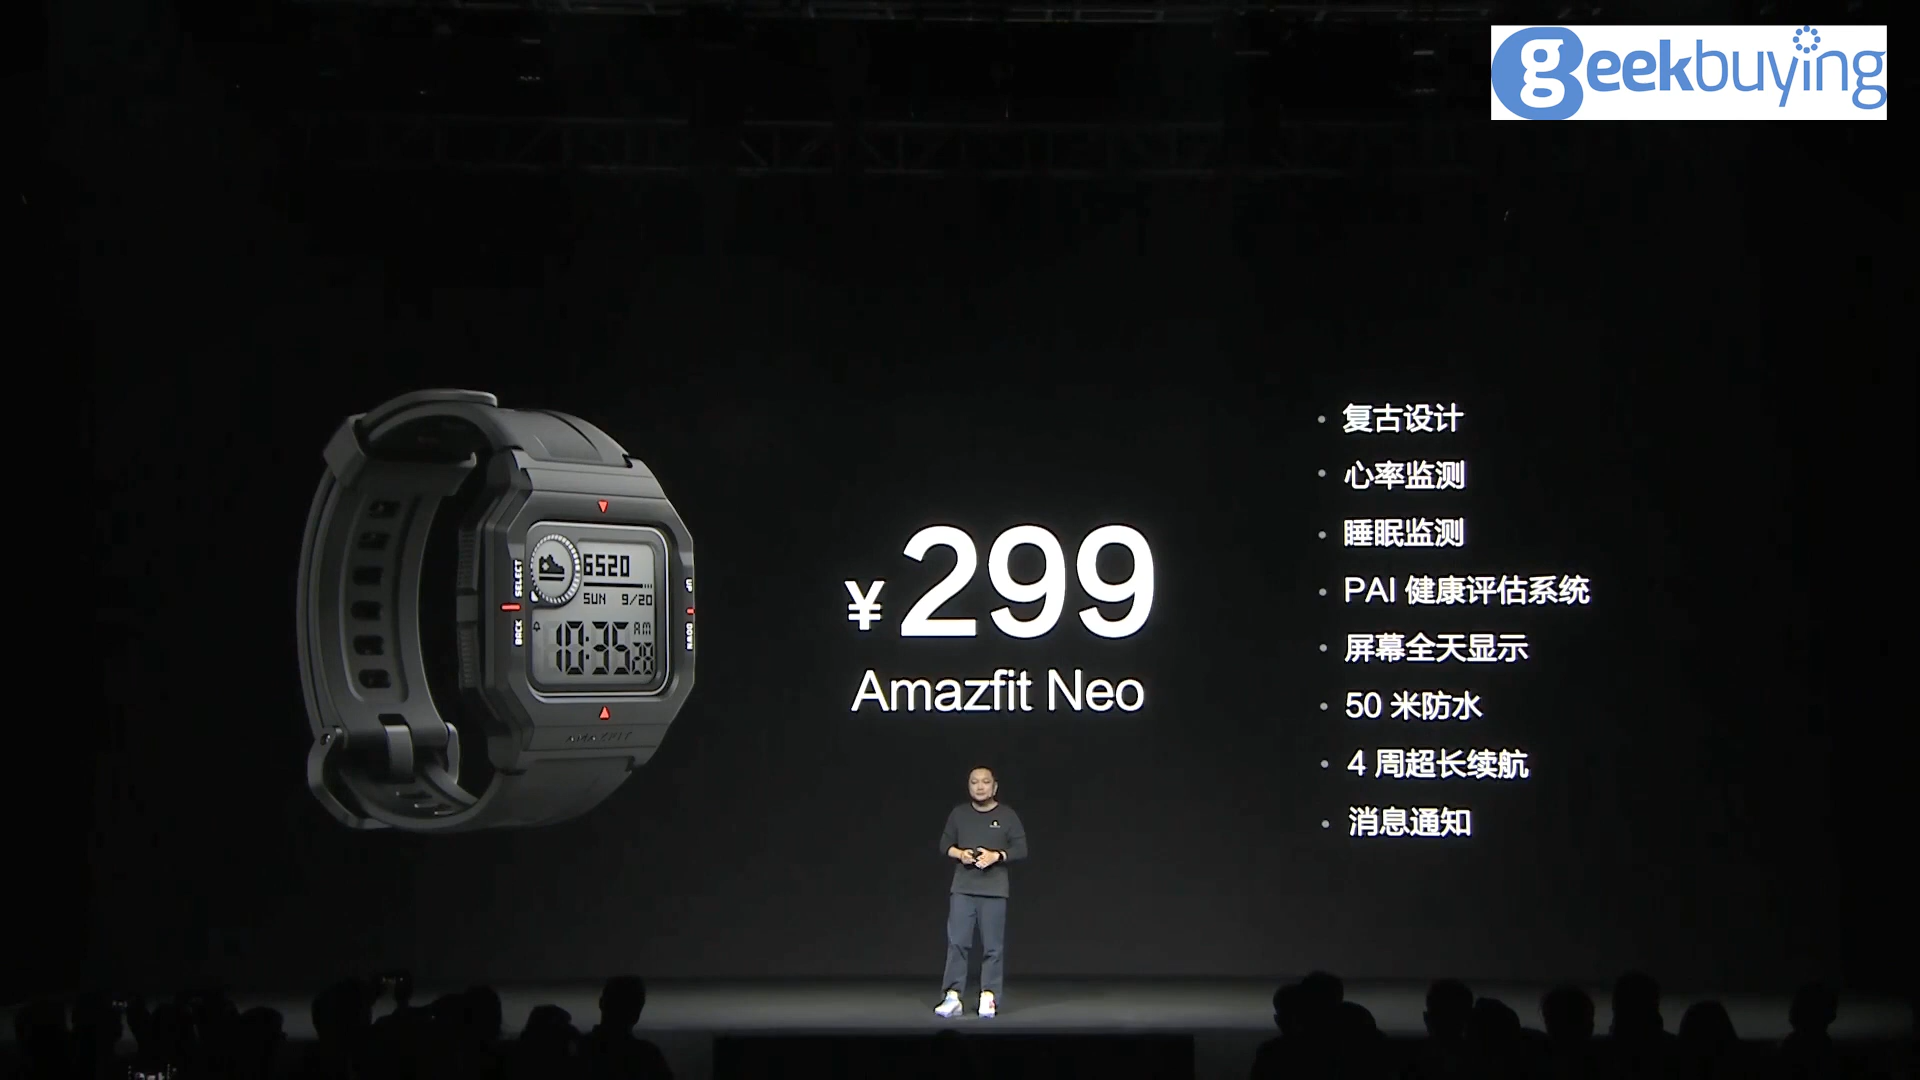 geekbuying
SELECT
BACK
UP
DOWN
6520
SUN 9/20
AM
10:35 28
AMAZFIT
¥299
Amazfit Neo
• 复古设计
• 心率监测
• 睡眠监测
• PAI 健康评估系统
• 屏幕全天显示
• 50 米防水
• 4 周超长续航
• 消息通知